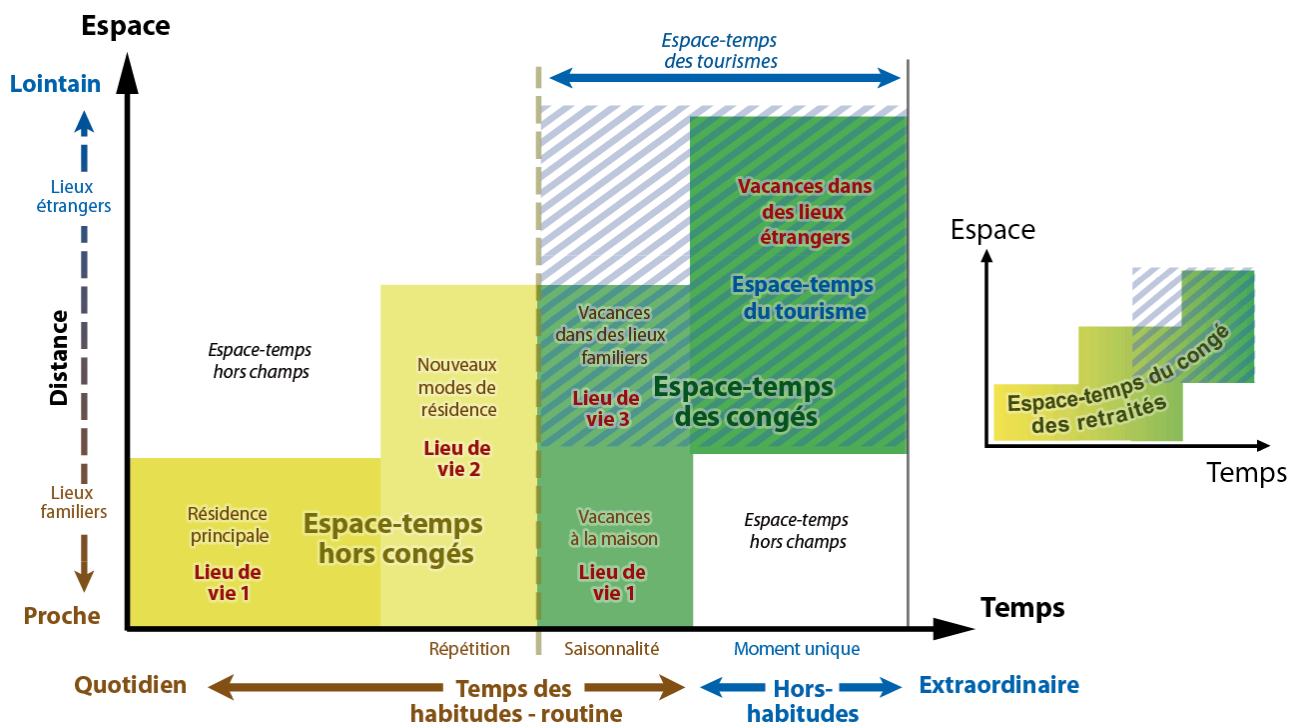 Espace
Lointain
Lieux
étrangers
Distance
Lieux
familiers
Proche
Espace-temps
des tourismes
Espace-temps
hors champs
Nouveaux
modes de
résidence
Lieu de
vie 2
Résidence
principale
Lieu de
vie 1
Espace-temps
hors congés
Vacances
dans des lieux
familiers
Lieu de
vie 3
Espace-temps
des congés
Vacances
à la maison
Lieu de
vie 1
Vacances dans
des lieux
étrangers
Espace-temps
du tourisme
Espace-temps
hors champs
Temps
Répétition
Saisonnalité
Moment unique
Quotidien
Temps des
habitudes - routine
Hors-
habitudes
Extraordinaire
Espace
Espace-temps du congé
des retraités
Temps